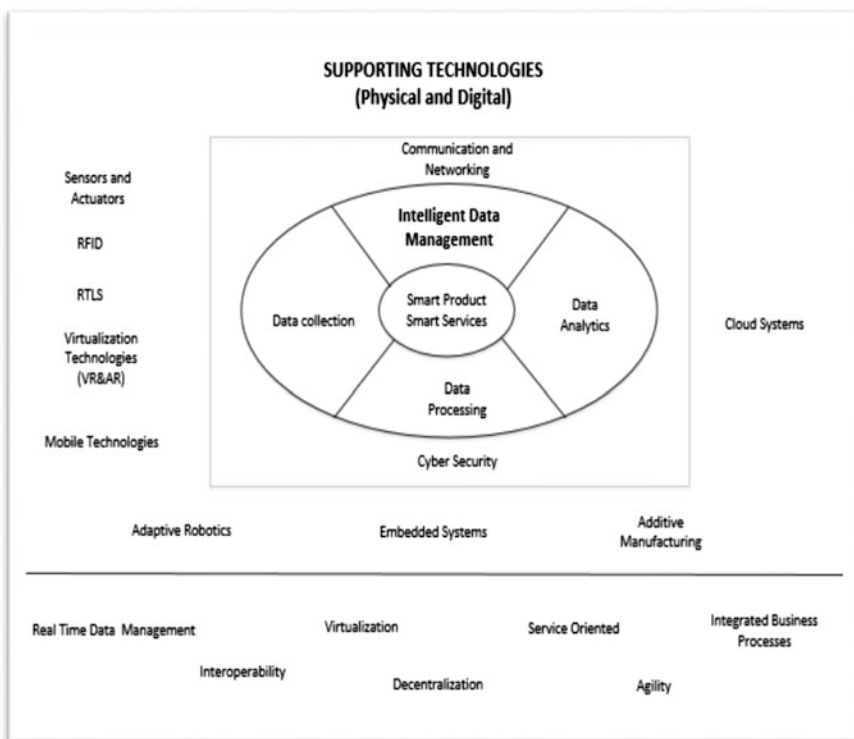 SUPPORTING TECHNOLOGIES
(Physical and Digital)
Communication and
Networking
Sensors and
Actuators
RFID
RTLS
Virtualization
Technologies
(VR&AR)
Mobile Technologies
Intelligent Data
Management
Data collection
Smart Product
Smart Services
Data
Analytics
Data
Processing
Cyber Security
Cloud Systems
Adaptive Robotics
Embedded Systems
Additive
Manufacturing
Real Time Data Management
Virtualization
Service Oriented
Integrated Business
Processes
Interoperability
Decentralization
Agility